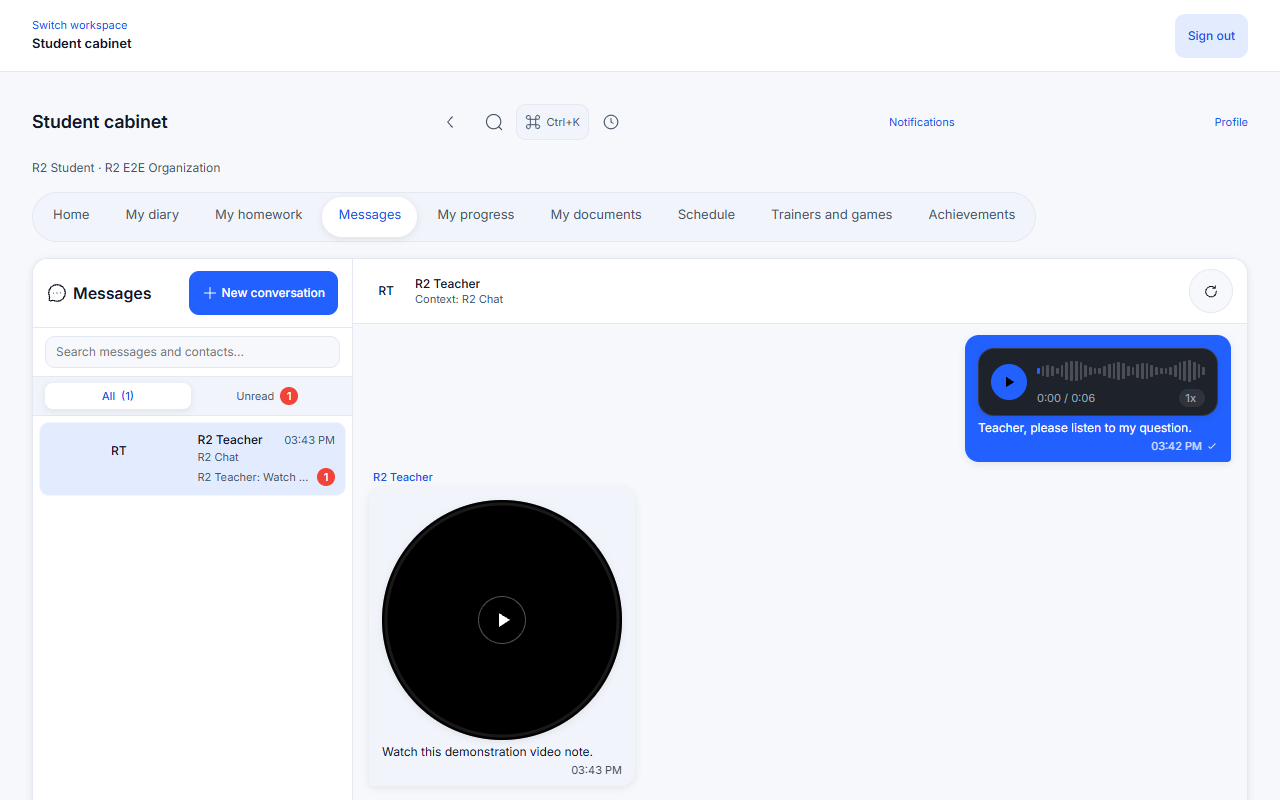 Switch workspace
Student cabinet
Sign out
Student cabinet
Ctrl+K
Notifications
Profile
R2 Student · R2 E2E Organization
Home
My diary
My homework
Messages
My progress
My documents
Schedule
Trainers and games
Achievements
Messages
New conversation
Search messages and contacts...
All (1)
Unread 1
RT
R2 Teacher 03:43 PM
R2 Chat
R2 Teacher: Watch ... 1
RT
R2 Teacher
Context: R2 Chat
0:00 / 0:06
1x
Teacher, please listen to my question.
03:42 PM ✓
R2 Teacher
Watch this demonstration video note.
03:43 PM